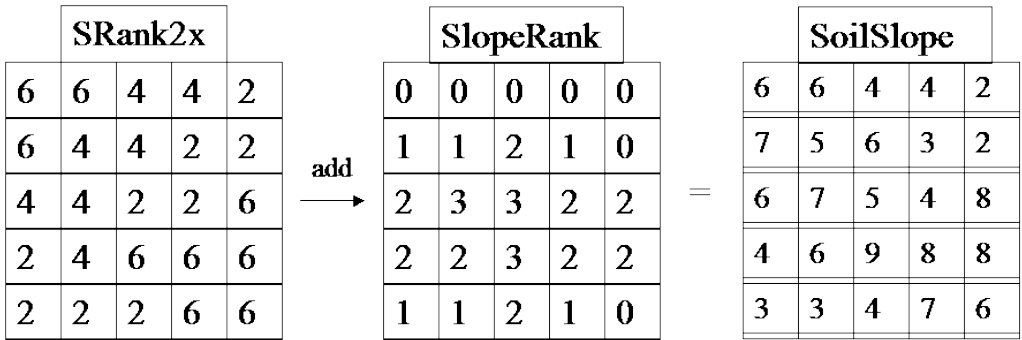 SRank2x
6 6 4 4 2
6 4 4 2 2
4 4 2 2 6
2 4 6 6 6
2 2 2 6 6
add
SlopeRank
0 0 0 0 0
1 1 2 1 0
2 3 3 2 2
2 2 3 2 2
1 1 2 1 0
=
SoilSlope
6 6 4 4 2
7 5 6 3 2
6 7 5 4 8
4 6 9 8 8
3 3 4 7 6